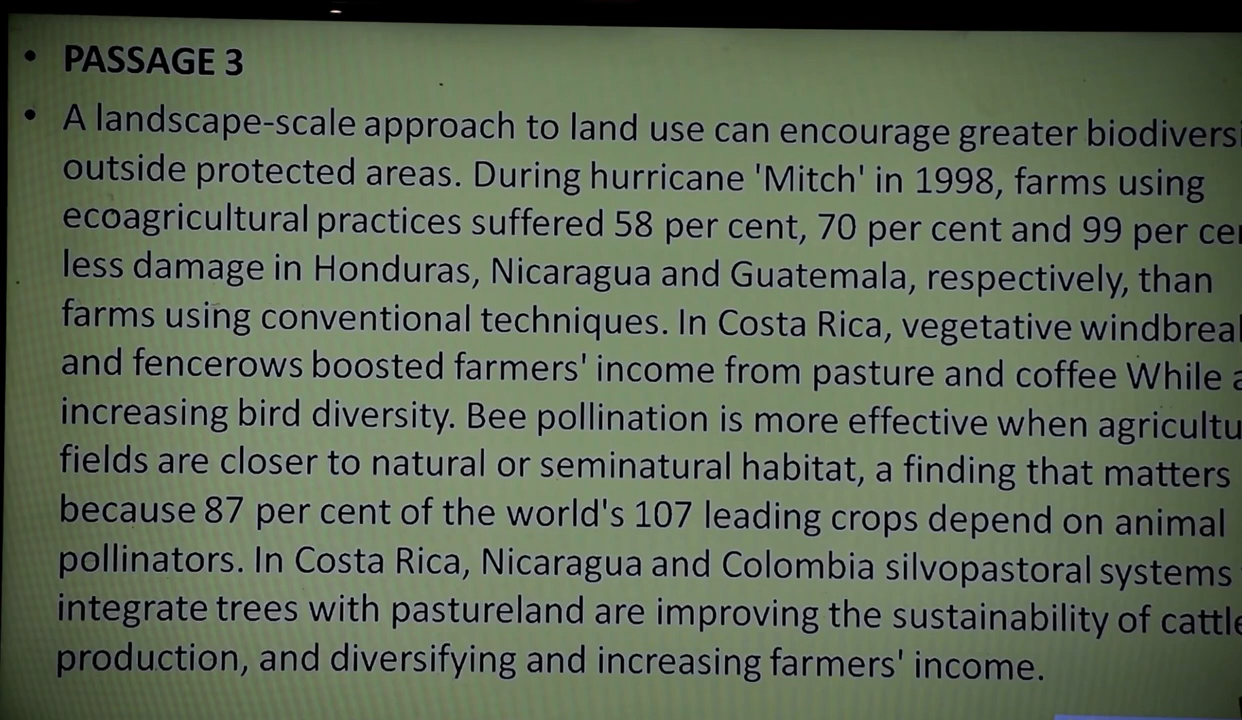 • PASSAGE 3
• A landscape-scale approach to land use can encourage greater
outside protected areas. During hurricane 'Mitch' in 1998, farms using
ecoagricultural practices suffered 58 per cent, 70 per cent and 99 per
less damage in Honduras, Nicaragua and Guatemala, respectively, than
farms using conventional techniques. In Costa Rica, vegetative
and fencerows boosted farmers' income from pasture and coffee While
increasing bird diversity. Bee pollination is more effective when
fields are closer to natural or seminatural habitat, a finding that matters
because 87 per cent of the world's 107 leading crops depend on animal
pollinators. In Costa Rica, Nicaragua and Colombia silvopastoral systems
integrate trees with pastureland are improving the sustainability of
production, and diversifying and increasing farmers' income.